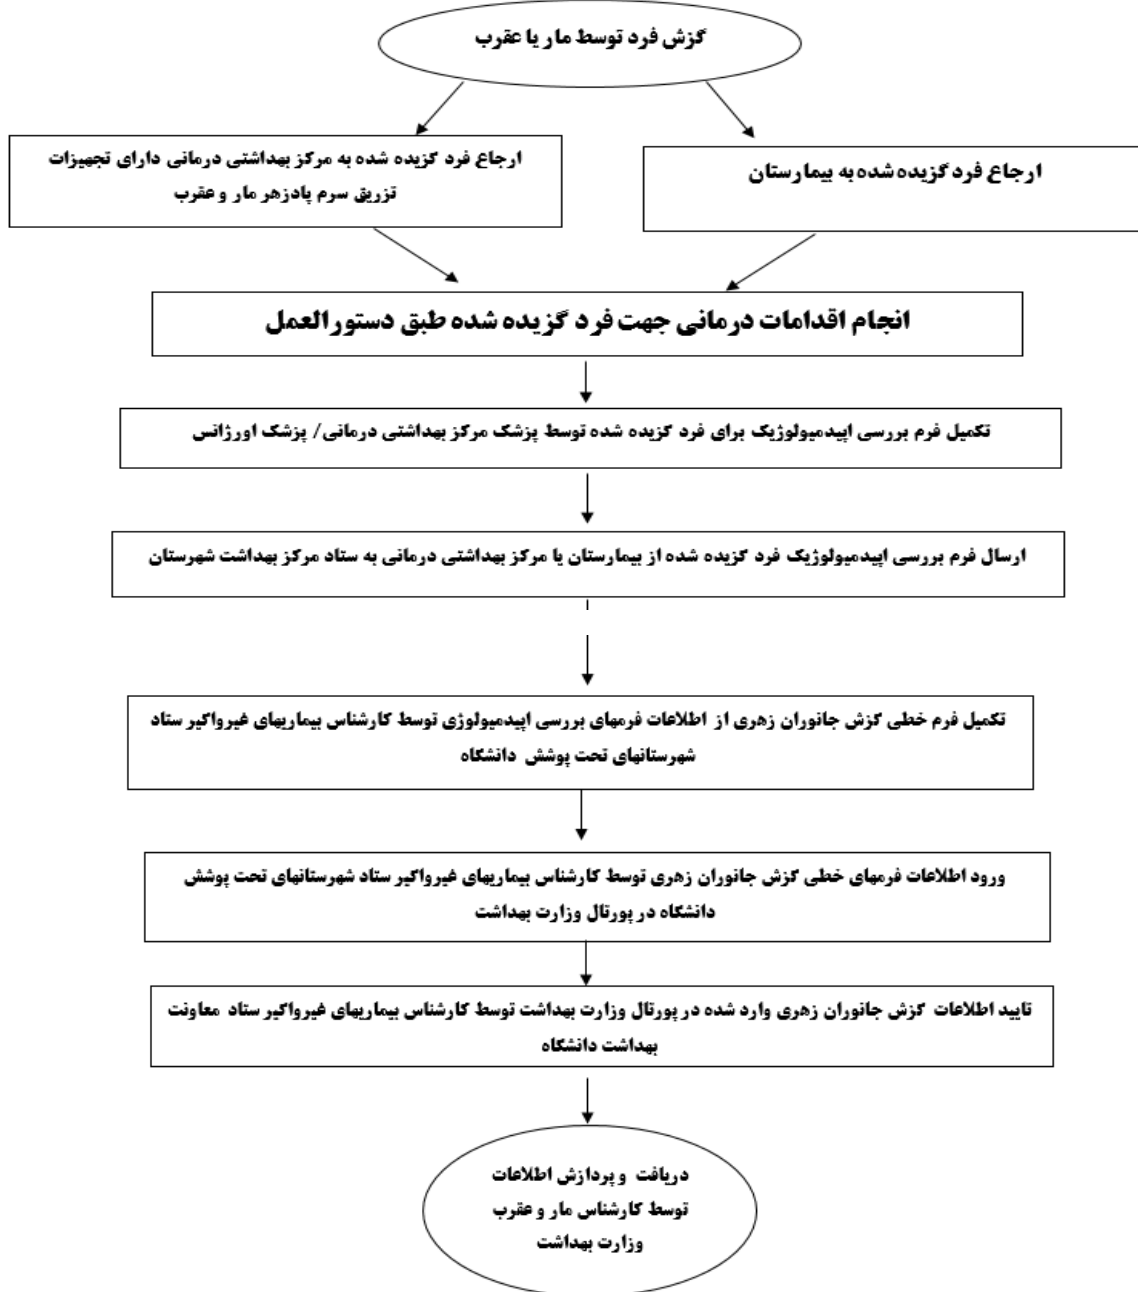 گزش فرد توسط مار یا عقرب
ارجاع فرد گزیده شده به بیمارستان
ارجاع فرد گزیده شده به مرکز بهداشتی درمانی دارای تجهیزات
تزریق سرم پادزهر مار و عقرب
انجام اقدامات درمانی جهت فرد گزیده شده طبق دستورالعمل
تکمیل فرم بررسی اپیدمیولوژیک برای فرد گزیده شده توسط پزشک مرکز بهداشتی درمانی/ پزشک اورژانس
ارسال فرم بررسی اپیدمیولوژیک فرد گزیده شده از بیمارستان یا مرکز بهداشتی درمانی به ستاد مرکز بهداشت شهرستان
تکمیل فرم خطی گزش جانوران زهری از اطلاعات فرمهای بررسی اپیدمیولوژی توسط کارشناس بیماریهای غیرواگیر ستاد
شهرستانهای تحت پوشش دانشگاه
ورود اطلاعات فرمهای خطی گزش جانوران زهری توسط کارشناس بیماریهای غیرواگیر ستاد شهرستانهای تحت پوشش
دانشگاه در پورتال وزارت بهداشت
تایید اطلاعات گزش جانوران زهری وارد شده در پورتال وزارت بهداشت توسط کارشناس بیماریهای غیرواگیر ستاد معاونت
بهداشت دانشگاه
دریافت و پردازش اطلاعات
توسط کارشناس مار و عقرب
وزارت بهداشت